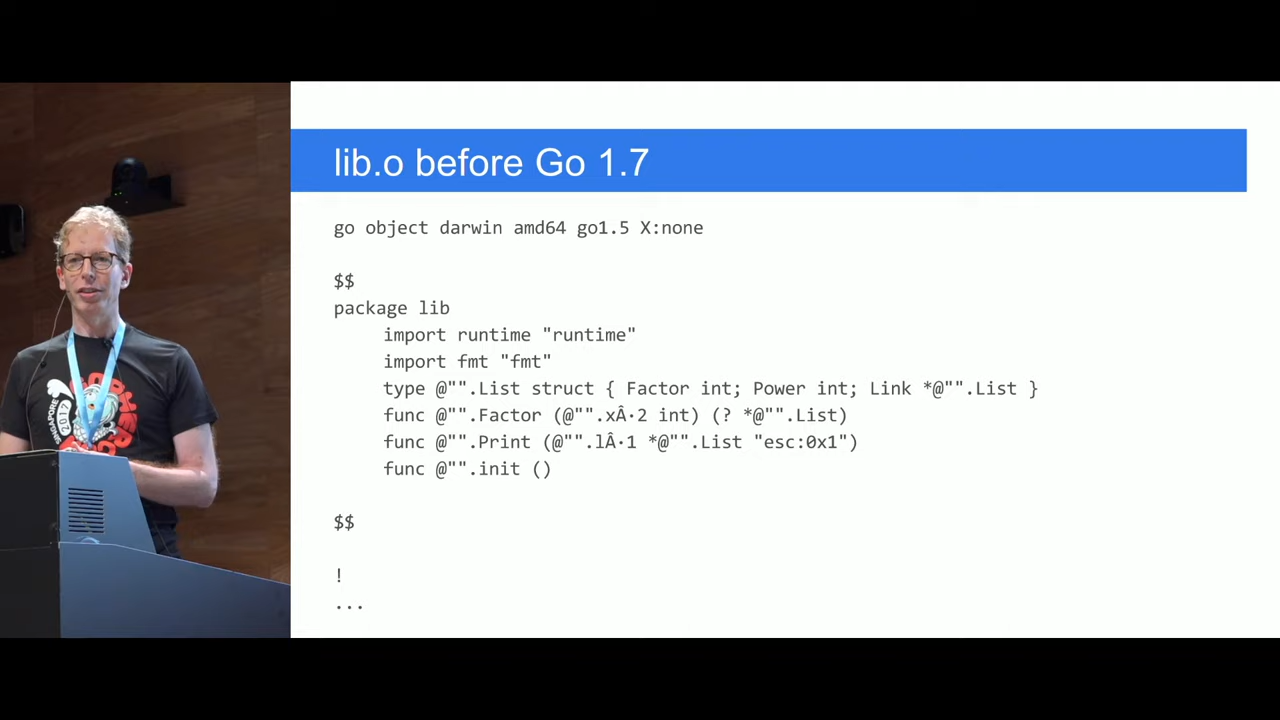 lib.o before Go 1.7
go object darwin amd64 go1.5 X:none
$$
package lib
import runtime "runtime"
import fmt "fmt"
type @"".List struct { Factor int; Power int; Link *@"".List }
func @"".Factor (@"".xÂ·2 int) (? *@"".List)
func @"".Print (@"".lÂ·1 *@"".List "esc:0x1")
func @"".init ()
$$
!
...
SINGAPORE
2017